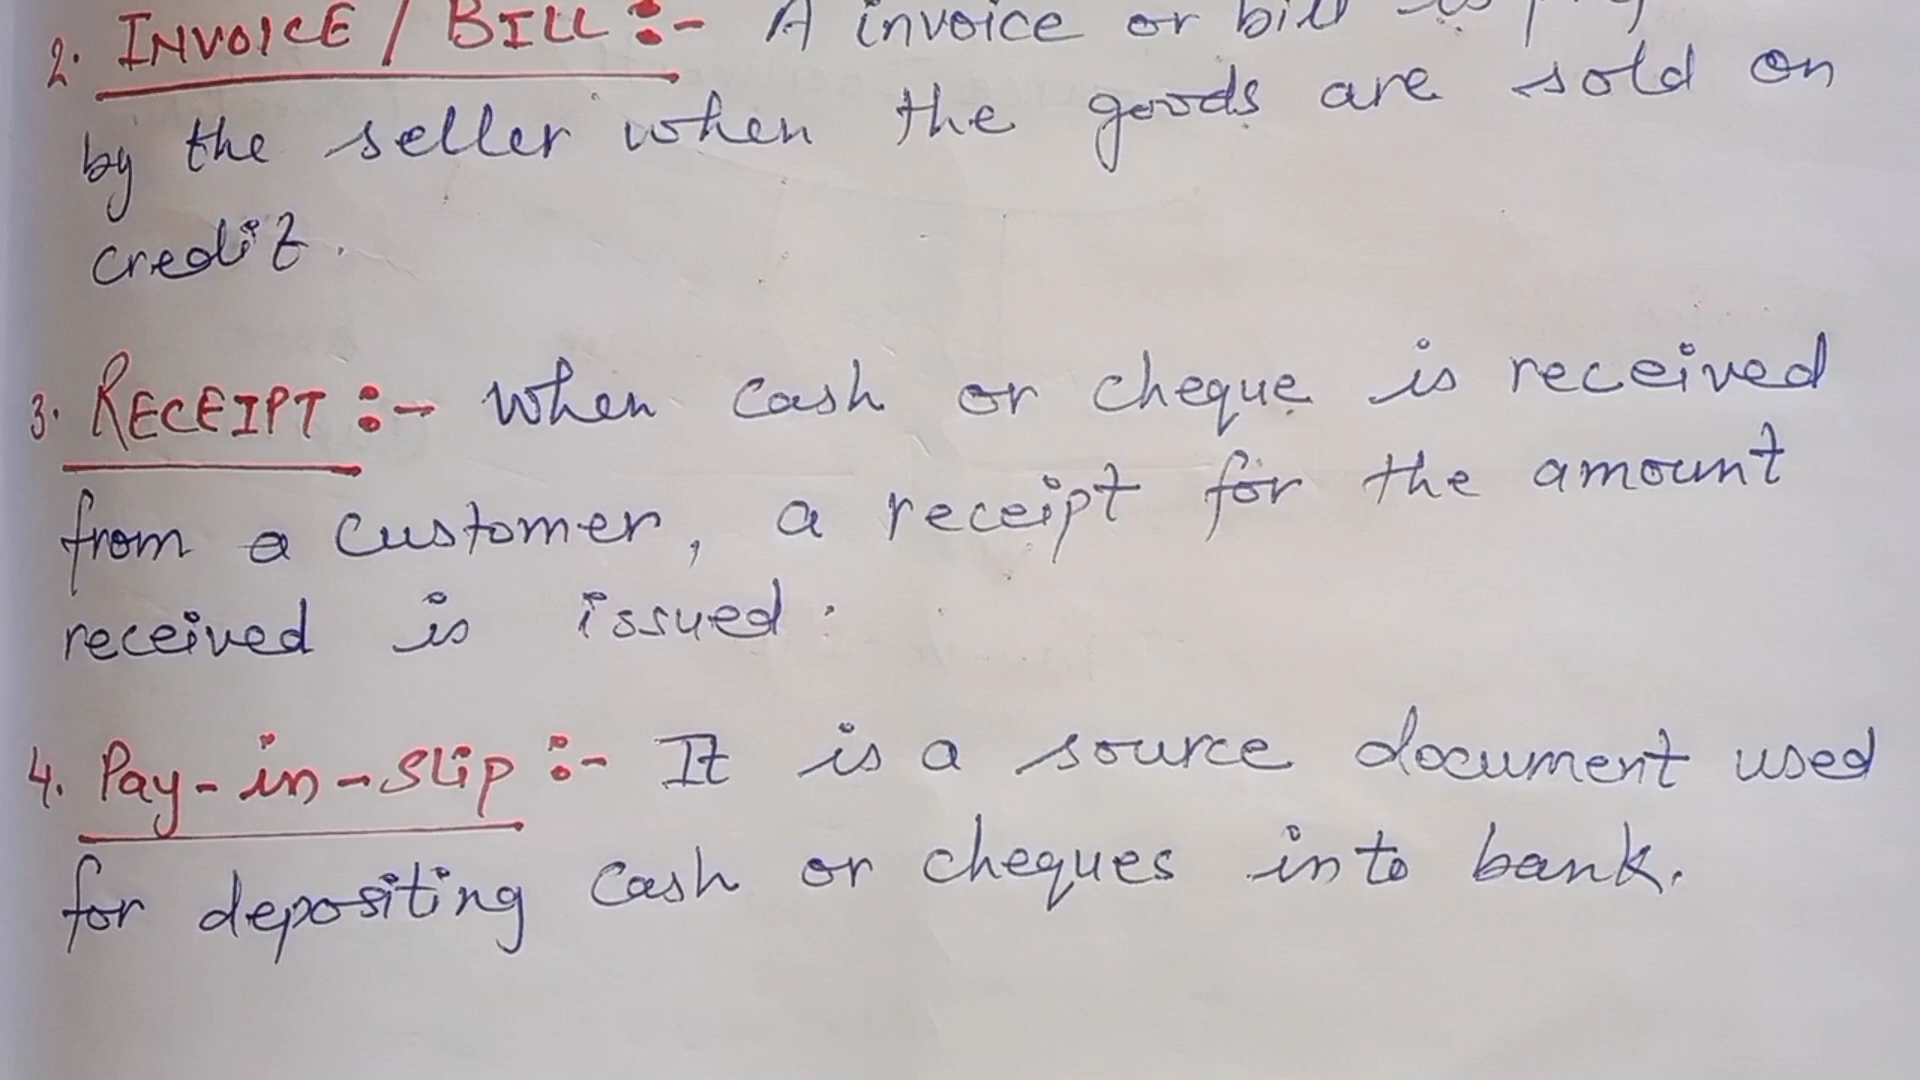 2. INVOICE / BILL :- A invoice or bill is
by the seller when the goods are sold on
credit.
3. RECEIPT :- When cash or cheque is received
from a customer, a receipt for the amount
received is issued.
4. Pay-in-Slip :- It is a source document used
for depositing cash or cheques into bank.